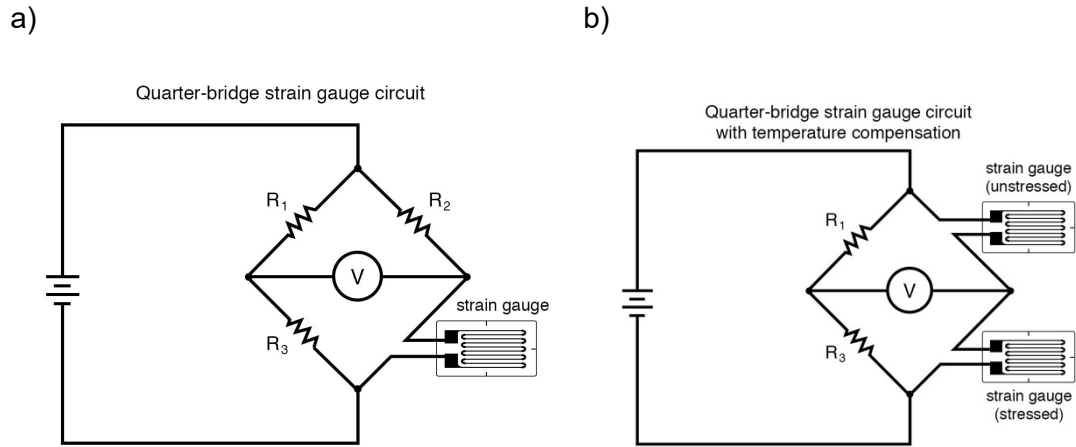 a)
Quarter-bridge strain gauge circuit
R1
R2
V
strain gauge
R3
b)
Quarter-bridge strain gauge circuit
with temperature compensation
strain gauge
(unstressed)
R1
V
R3
strain gauge
(stressed)